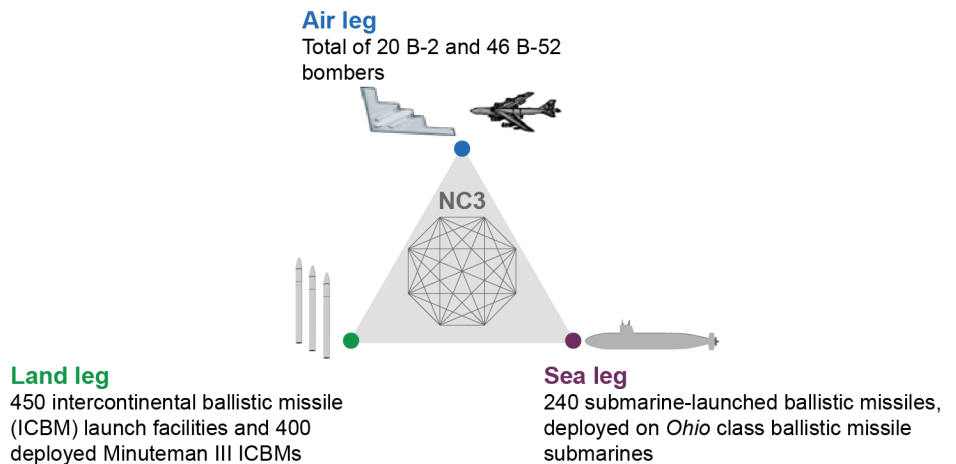 Air leg
Total of 20 B-2 and 46 B-52
bombers
NC3
Land leg
450 intercontinental ballistic missile
(ICBM) launch facilities and 400
deployed Minuteman III ICBMs
Sea leg
240 submarine-launched ballistic missiles,
deployed on Ohio class ballistic missile
submarines